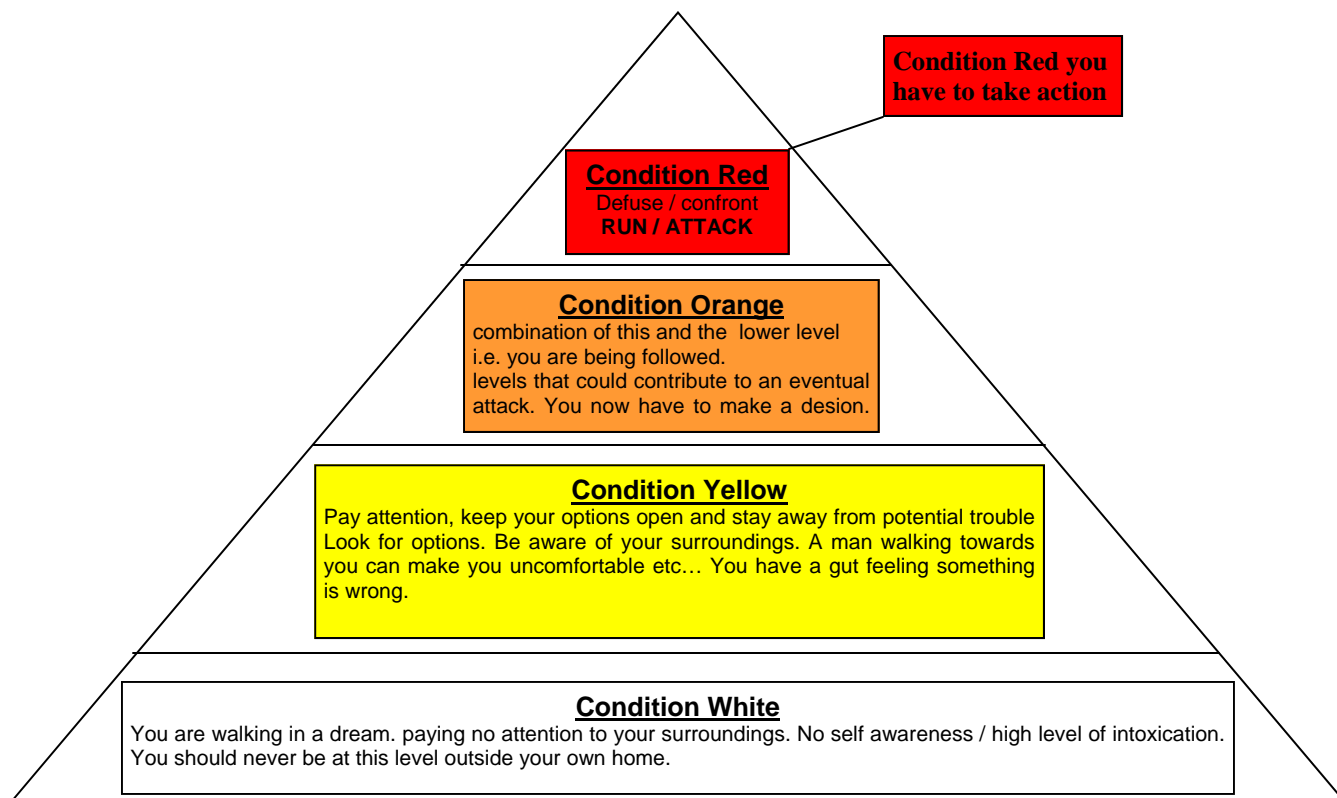 Condition Red you
have to take action
Condition Red
Defuse / confront
RUN / ATTACK
Condition Orange
combination of this and the lower level
i.e. you are being followed.
levels that could contribute to an eventual
attack. You now have to make a desion.
Condition Yellow
Pay attention, keep your options open and stay away from potential trouble
Look for options. Be aware of your surroundings. A man walking towards
you can make you uncomfortable etc… You have a gut feeling something
is wrong.
Condition White
You are walking in a dream. paying no attention to your surroundings. No self awareness / high level of intoxication.
You should never be at this level outside your own home.